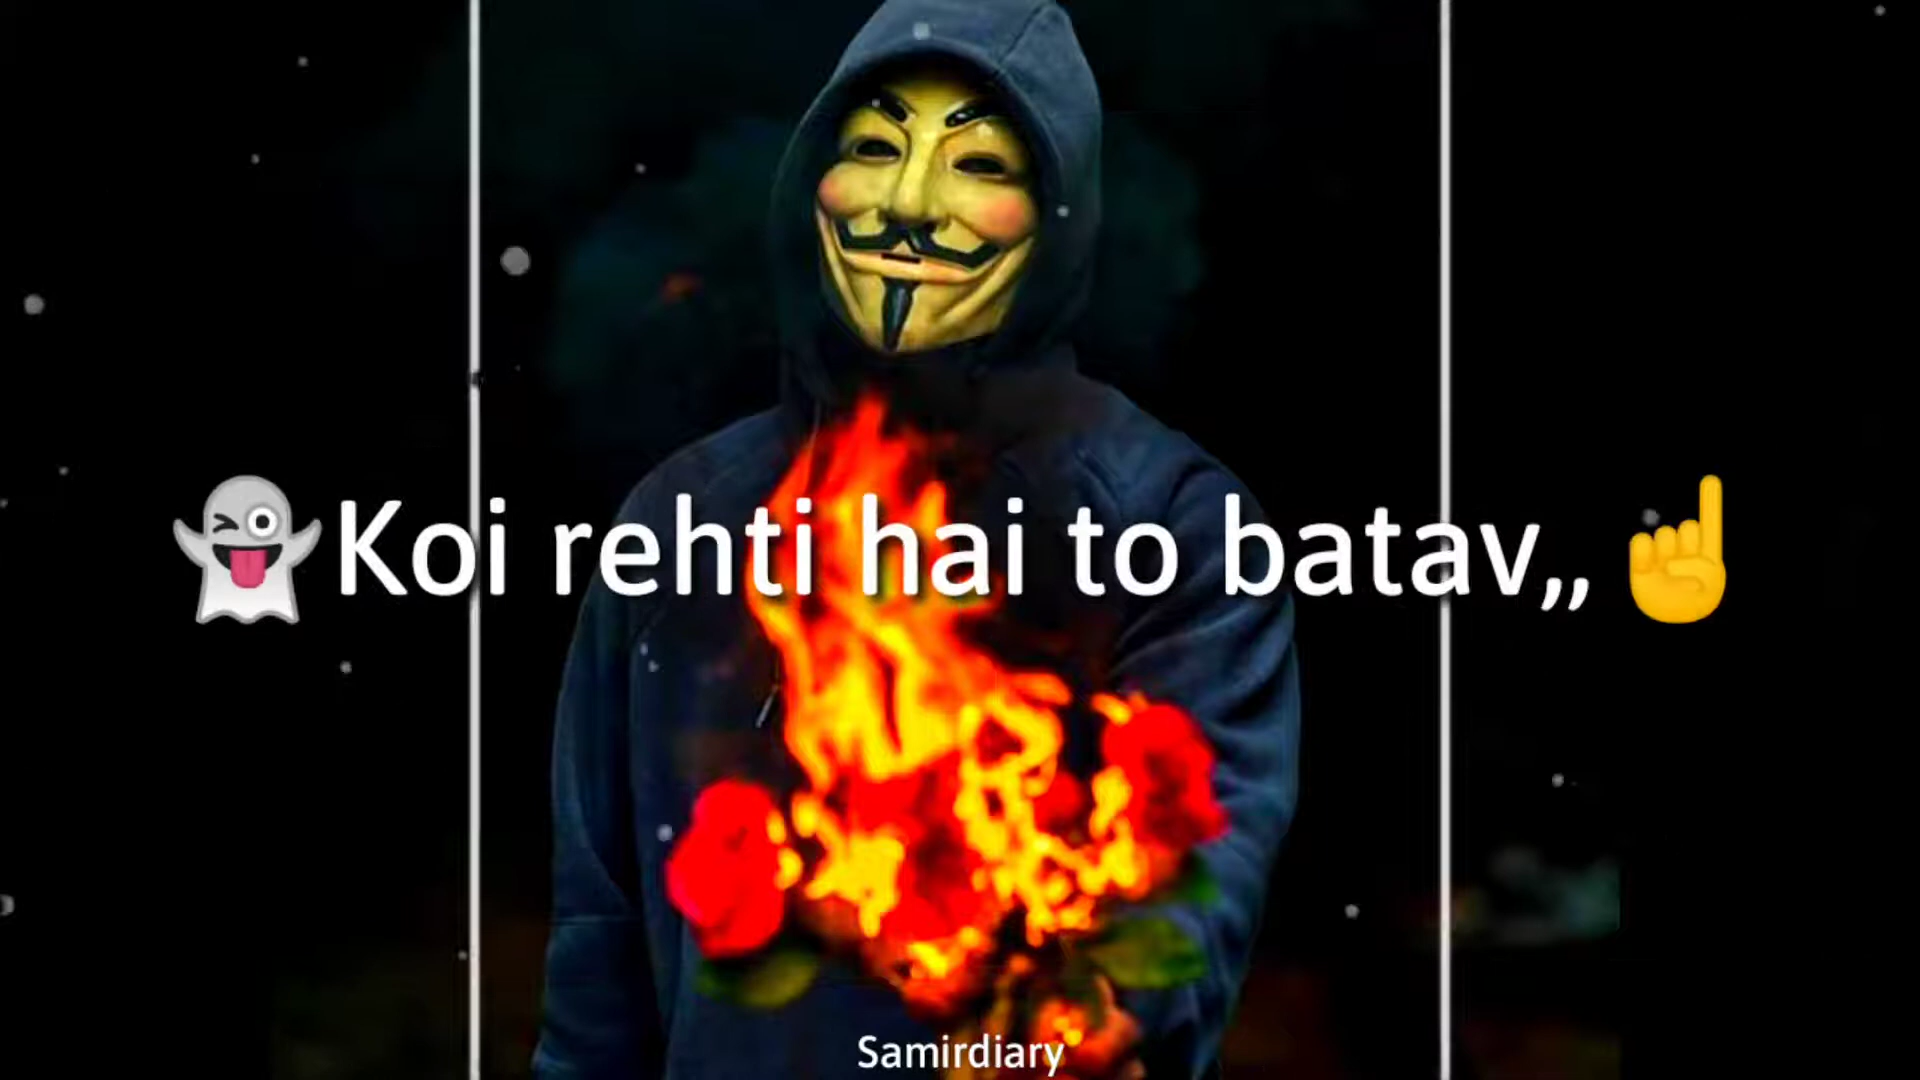 👻Koi rehti hai to batav,, ☝️
Samirdiary